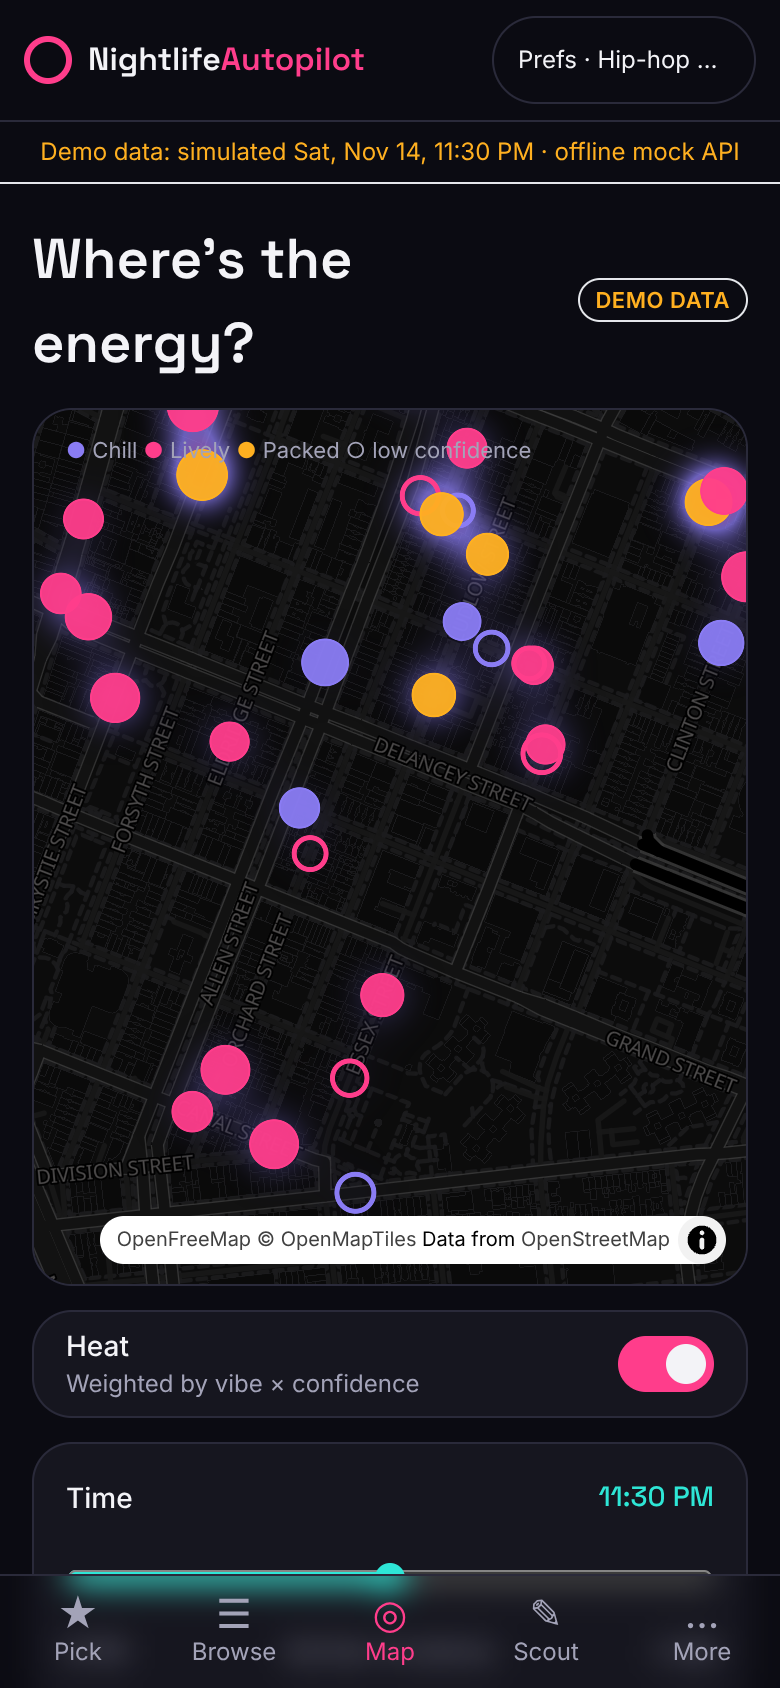 NightlifeAutopilot
Prefs · Hip-hop ...
Demo data: simulated Sat, Nov 14, 11:30 PM · offline mock API
Where's the
energy?
DEMO DATA
Chill Lively Packed low confidence
CLINTON ST
DELANCEY STREET
FORSYTH STREET
ALLEN STREET
GRAND STREET
DIVISION STREET
OpenFreeMap © OpenMapTiles Data from OpenStreetMap
Heat
Weighted by vibe × confidence
Time
11:30 PM
Pick
Browse
Map
Scout
More